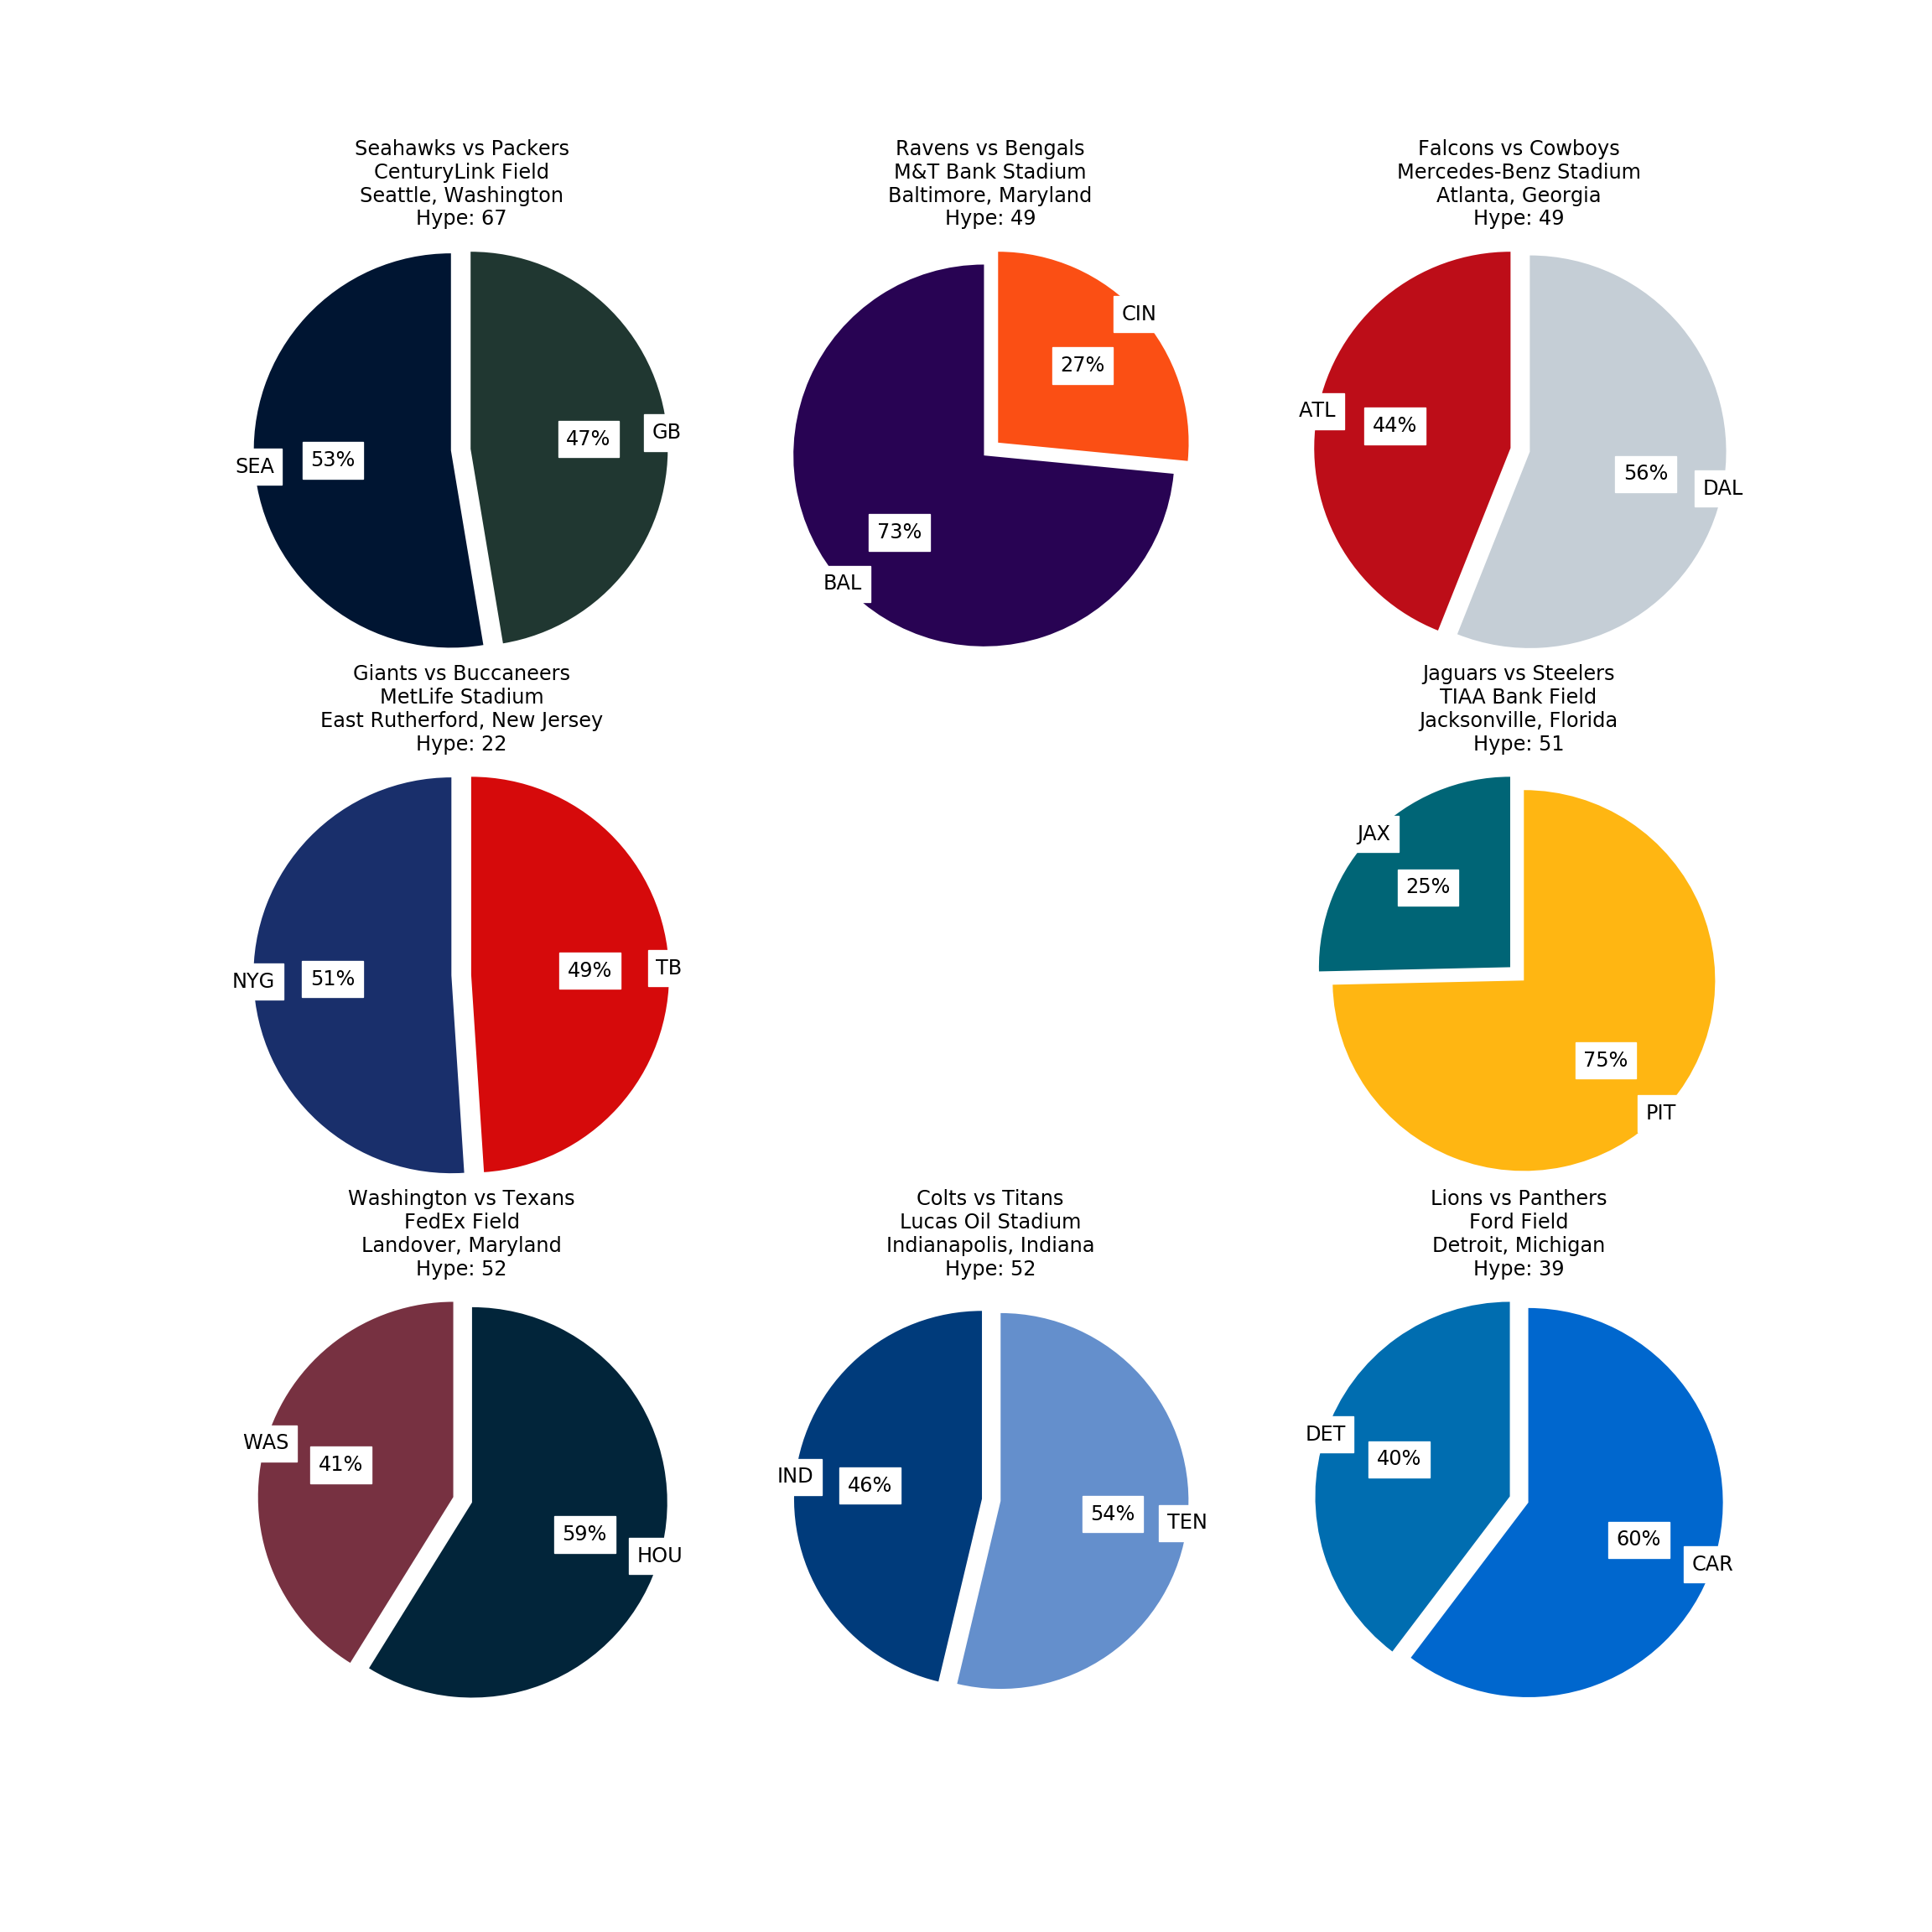 Seahawks vs Packers
CenturyLink Field
Seattle, Washington
Hype: 67
GB
47%
SEA
53%
Ravens vs Bengals
M&T Bank Stadium
Baltimore, Maryland
Hype: 49
CIN
27%
73%
BAL
Falcons vs Cowboys
Mercedes-Benz Stadium
Atlanta, Georgia
Hype: 49
ATL
44%
56%
DAL
Giants vs Buccaneers
MetLife Stadium
East Rutherford, New Jersey
Hype: 22
NYG
51%
49%
TB
Jaguars vs Steelers
TIAA Bank Field
Jacksonville, Florida
Hype: 51
JAX
25%
75%
PIT
Washington vs Texans
FedEx Field
Landover, Maryland
Hype: 52
WAS
41%
59%
HOU
Colts vs Titans
Lucas Oil Stadium
Indianapolis, Indiana
Hype: 52
IND
46%
54%
TEN
Lions vs Panthers
Ford Field
Detroit, Michigan
Hype: 39
DET
40%
60%
CAR